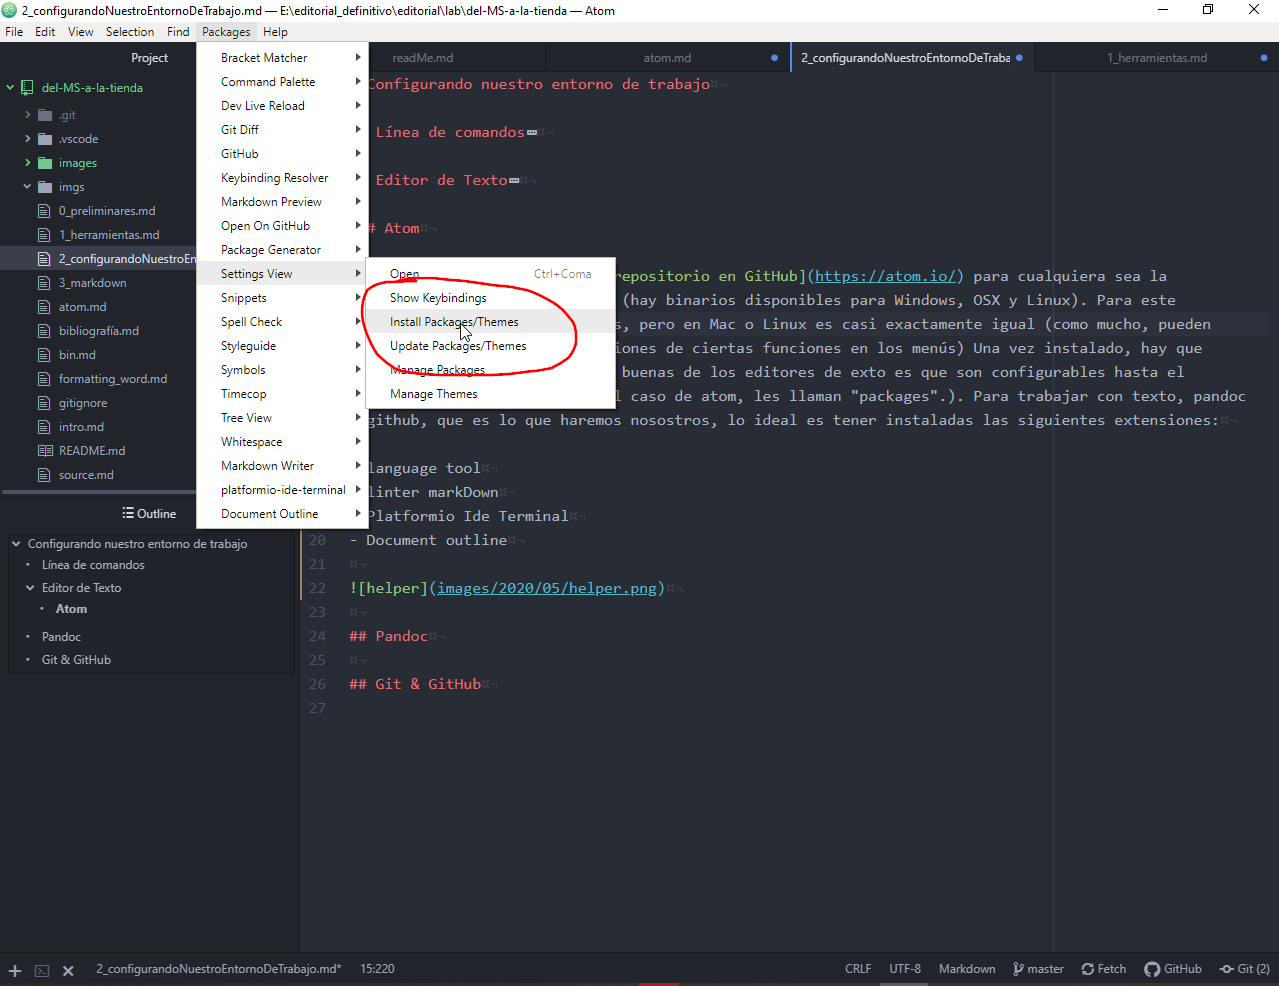 2_configurandoNuestroEntornoDeTrabajo.md — E:\editorial_definitivo\editorial\lab\del-MS-a-la-tienda — Atom
File Edit View Selection Find Packages Help
Project
del-MS-a-la-tienda
.git
.vscode
images
imgs
0_preliminares.md
1_herramientas.md
2_configurandoNuestroEn
3_markdown
atom.md
bibliografía.md
bin.md
formatting_word.md
gitignore
intro.md
README.md
source.md
Outline
Configurando nuestro entorno de trabajo
Línea de comandos
Editor de Texto
Atom
Pandoc
Git & GitHub
Bracket Matcher
Command Palette
Dev Live Reload
Git Diff
GitHub
Keybinding Resolver
Markdown Preview
Open On GitHub
Package Generator
Settings View
Snippets
Spell Check
Styleguide
Symbols
Timecop
Tree View
Whitespace
Markdown Writer
platformio-ide-terminal
Document Outline
Open Ctrl+Coma
Show Keybindings
Install Packages/Themes
Update Packages/Themes
Manage Packages
Manage Themes
readMe.md atom.md 2_configurandoNuestroEntornoDeTraba 1_herramientas.md
Configurando nuestro entorno de trabajo¤¬
Línea de comandos¤¬
Editor de Texto¤¬
# Atom¤¬
repositorio en GitHub](https://atom.io/) para cualquiera sea la
(hay binarios disponibles para Windows, OSX y Linux). Para este
s, pero en Mac o Linux es casi exactamente igual (como mucho, pueden
iones de ciertas funciones en los menús) Una vez instalado, hay que
buenas de los editores de exto es que son configurables hasta el
l caso de atom, les llaman "packages".). Para trabajar con texto, pandoc
github, que es lo que haremos nosostros, lo ideal es tener instaladas las siguientes extensiones:¤¬
language tool¤¬
linter markDown¤¬
Platformio Ide Terminal¤¬
20 - Document outline¤¬
21 ¤¬
22 ![helper](images/2020/05/helper.png)¤¬
23 ¤¬
24 ## Pandoc¤¬
25 ¤¬
26 ## Git & GitHub¤¬
27
2_configurandoNuestroEntornoDeTrabajo.md* 15:220 CRLF UTF-8 Markdown master Fetch GitHub Git (2)